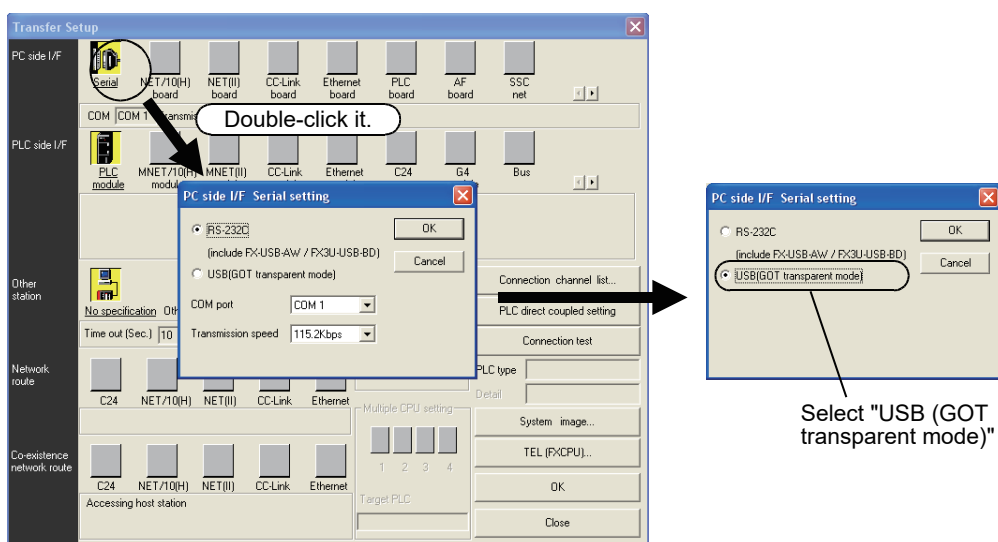 Transfer Setup
PC side I/F
Serial
NET/10(H)
board
NET(II)
board
CC-Link
board
Ethernet
board
PLC
board
AF
board
SSC
net
COM COM 1
Double-click it.
PLC side I/F
PLC
module
MNET/10(H)
MNET(II)
CC-Link
Ethernet
C24
G4
Bus
PC side I/F Serial setting
RS-232C
(include FX-USB-AW / FX3U-USB-BD)
USB(GOT transparent mode)
COM port
COM 1
Transmission speed
115.2Kbps
OK
Cancel
Other
station
No specification
Time out (Sec.) 10
Connection channel list...
PLC direct coupled setting
Connection test
PLC type
Detail
System image...
TEL (FXCPU)...
OK
Close
Network
route
C24
NET/10(H)
NET(II)
CC-Link
Ethernet
Multiple CPU setting
1 2 3 4
Target PLC
Co-existence
network route
C24
NET/10(H)
NET(II)
CC-Link
Ethernet
Accessing host station
PC side I/F Serial setting
RS-232C
(include FX-USB-AW / FX3U-USB-BD)
USB(GOT transparent mode)
OK
Cancel
Select "USB (GOT
transparent mode)"